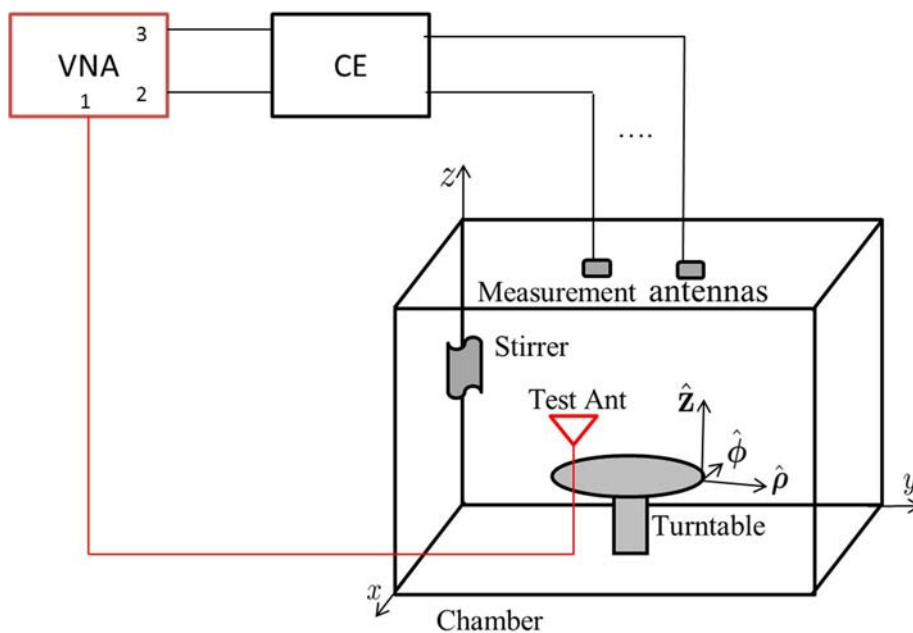 3
VNA
CE
2
1
....
z
Measurement antennas
Stirrer
Test Ant
ẑ
ϕ̂
ρ̂
y
Turntable
x
Chamber